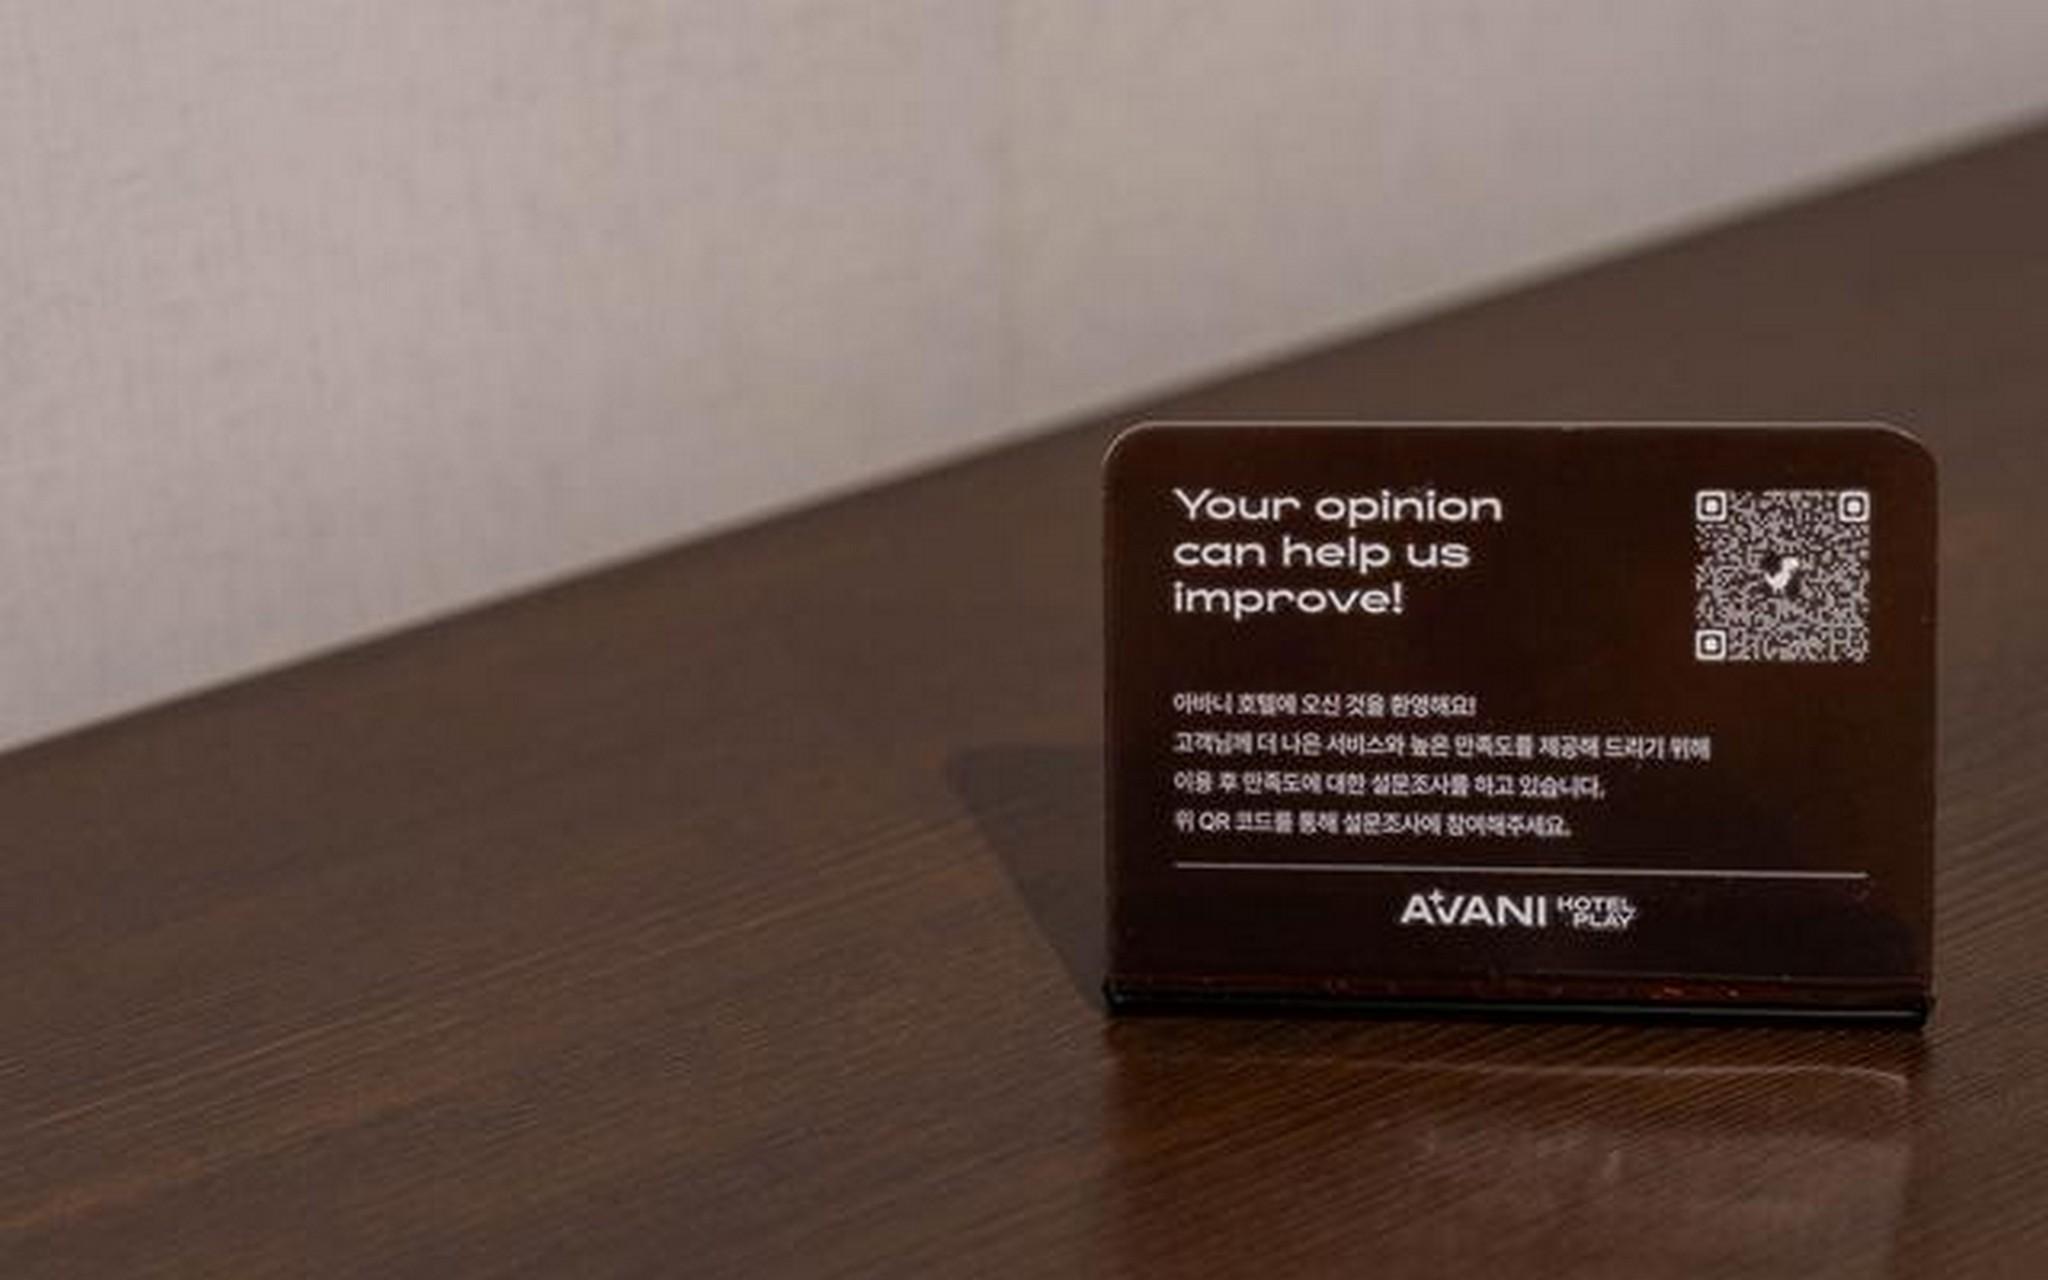 Your opinion
can help us
improve!
아바니 호텔에 오신 것을 환영해요!
고객님께 더 나은 서비스와 높은 만족도를 제공해 드리기 위해
이용 후 만족도에 대한 설문조사를 하고 있습니다.
위 QR 코드를 통해 설문조사에 참여해주세요.
AVANI HOTEL
PLAY